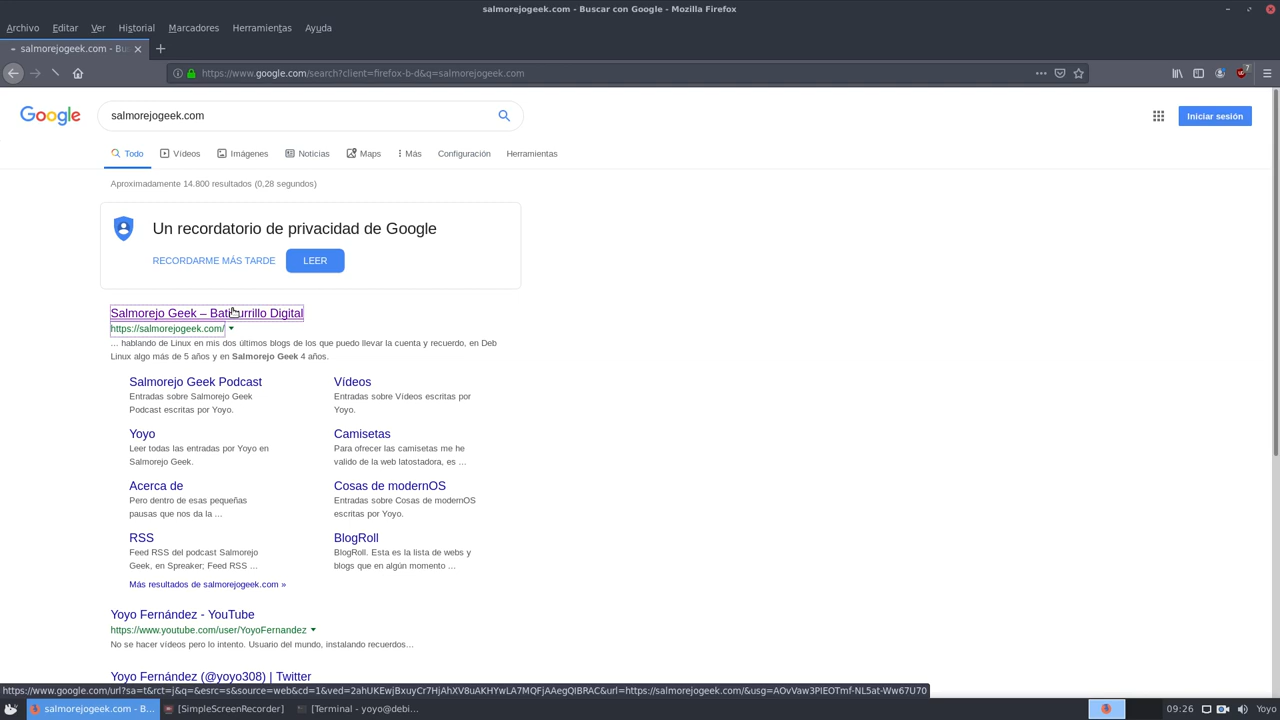 salmorejogeek.com - Buscar con Google - Mozilla Firefox
Archivo Editar Ver Historial Marcadores Herramientas Ayuda
salmorejogeek.com - Bu
https://www.google.com/search?client=firefox-b-d&q=salmorejogeek.com
7
Google
salmorejogeek.com
Iniciar sesión
Todo Vídeos Imágenes Noticias Maps Más Configuración Herramientas
Aproximadamente 14.800 resultados (0,28 segundos)
Un recordatorio de privacidad de Google
RECORDARME MÁS TARDE LEER
Salmorejo Geek – Batiburrillo Digital
https://salmorejogeek.com/
... hablando de Linux en mis dos últimos blogs de los que puedo llevar la cuenta y recuerdo, en Deb
Linux algo más de 5 años y en Salmorejo Geek 4 años.
Salmorejo Geek Podcast
Entradas sobre Salmorejo Geek
Podcast escritas por Yoyo.
Vídeos
Entradas sobre Vídeos escritas por
Yoyo.
Yoyo
Leer todas las entradas por Yoyo en
Salmorejo Geek.
Camisetas
Para ofrecer las camisetas me he
valido de la web latostadora, es ...
Acerca de
Pero dentro de esas pequeñas
pausas que nos da la ...
Cosas de modernOS
Entradas sobre Cosas de modernOS
escritas por Yoyo.
RSS
Feed RSS del podcast Salmorejo
Geek, en Spreaker; Feed RSS ...
BlogRoll
BlogRoll. Esta es la lista de webs y
blogs que en algún momento ...
Más resultados de salmorejogeek.com »
Yoyo Fernández - YouTube
https://www.youtube.com/user/YoyoFernandez
No se hacer vídeos pero lo intento. Usuario del mundo, instalando recuerdos...
Yoyo Fernández (@yoyo308) | Twitter
https://www.google.com/url?sa=t&rct=j&q=&esrc=s&source=web&cd=1&ved=2ahUKEwjBxuyCr7HjAhXV8uAKHYwLA7MQFjAAegQIBRAC&url=https://salmorejogeek.com/&usg=AOvVaw3PIEOTmf-NL5at-Ww67U70
salmorejogeek.com - B... [SimpleScreenRecorder] [Terminal - yoyo@debi... 09:26 Yoyo